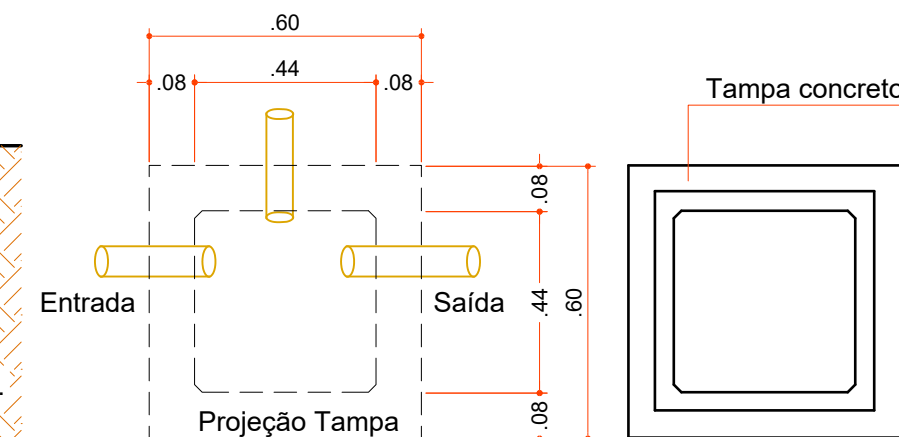 .60
.08
.44
.08
Tampa concreto
.08
.44
.60
.08
Entrada
Saída
Projeção Tampa